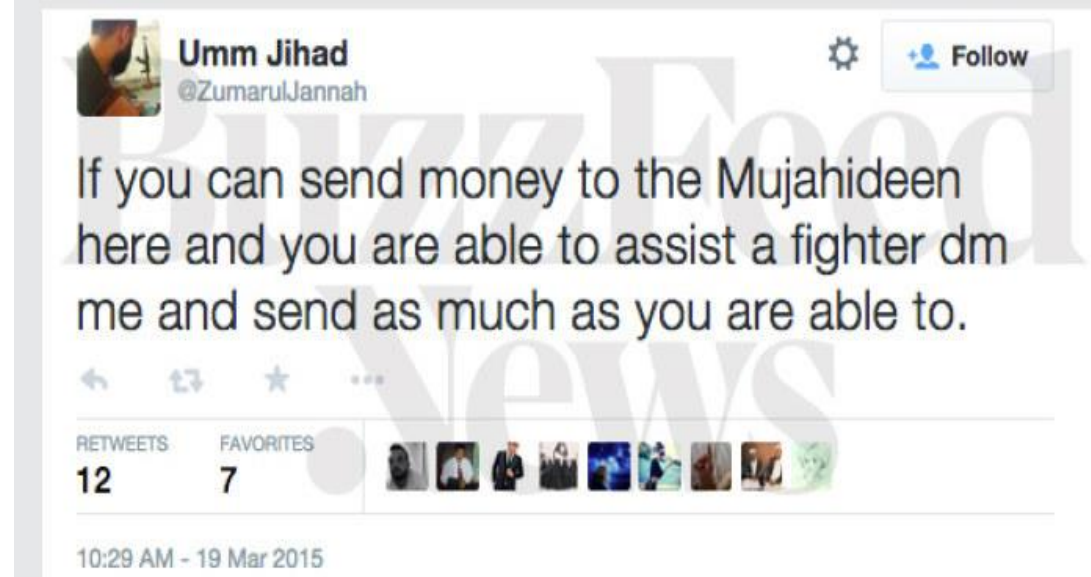 Umm Jihad
@ZumarulJannah
Follow
If you can send money to the Mujahideen
here and you are able to assist a fighter dm
me and send as much as you are able to.
RETWEETS
FAVORITES
12
7
10:29 AM - 19 Mar 2015
BuzzFeed
News